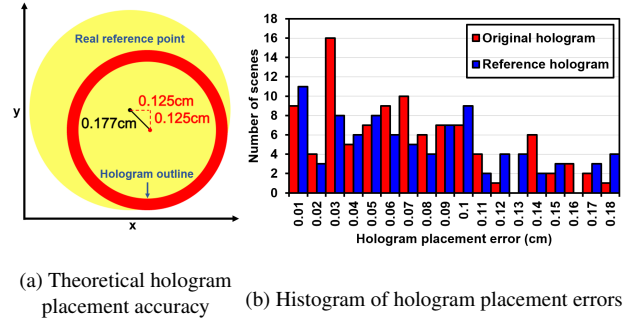 Real reference point
0.125cm
0.125cm
0.177cm
Hologram outline
y
x
(a) Theoretical hologram
placement accuracy
18
16
14
12
10
8
6
4
2
0
Number of scenes
Original hologram
Reference hologram
0.01
0.02
0.03
0.04
0.05
0.06
0.07
0.08
0.09
0.1
0.11
0.12
0.13
0.14
0.15
0.16
0.17
0.18
Hologram placement error (cm)
(b) Histogram of hologram placement errors